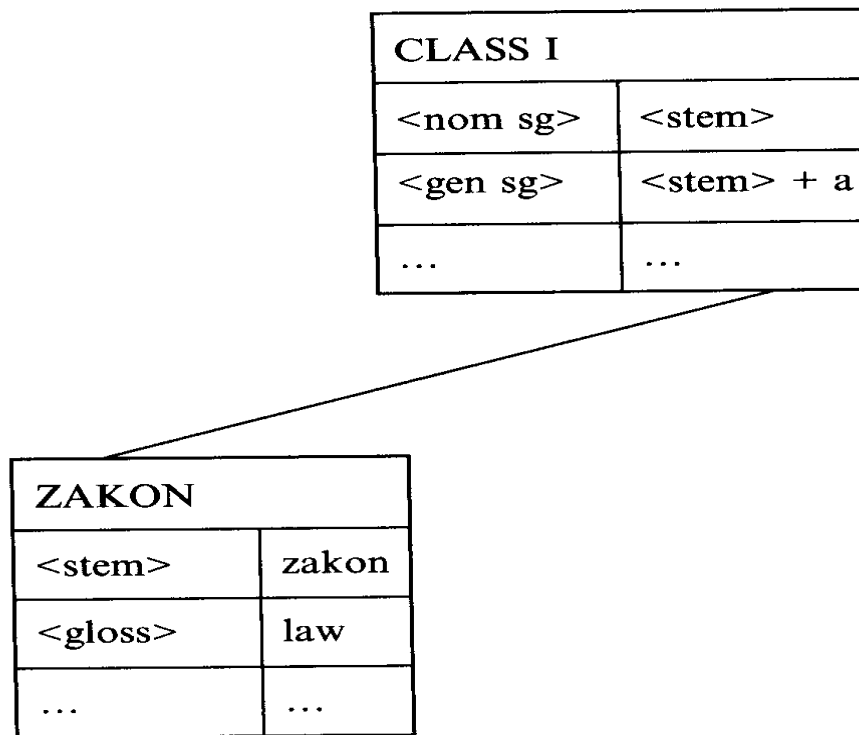 CLASS I
<nom sg> <stem>
<gen sg> <stem> + a
... ...
ZAKON
<stem> zakon
<gloss> law
... ...